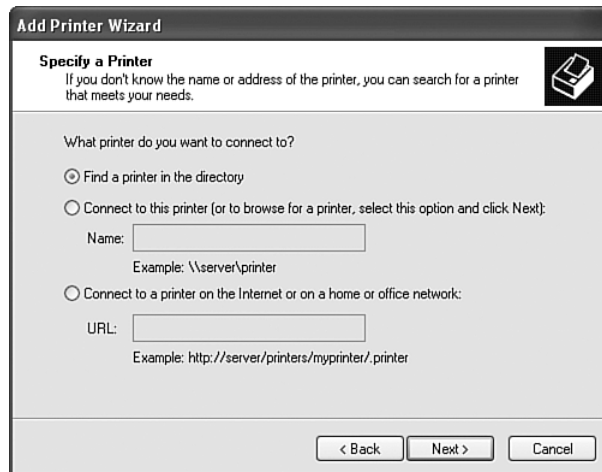 Add Printer Wizard
Specify a Printer
If you don't know the name or address of the printer, you can search for a printer
that meets your needs.
What printer do you want to connect to?
Find a printer in the directory
Connect to this printer (or to browse for a printer, select this option and click Next):
Name:
Example: \\server\printer
Connect to a printer on the Internet or on a home or office network:
URL:
Example: http://server/printers/myprinter/.printer
< Back Next > Cancel